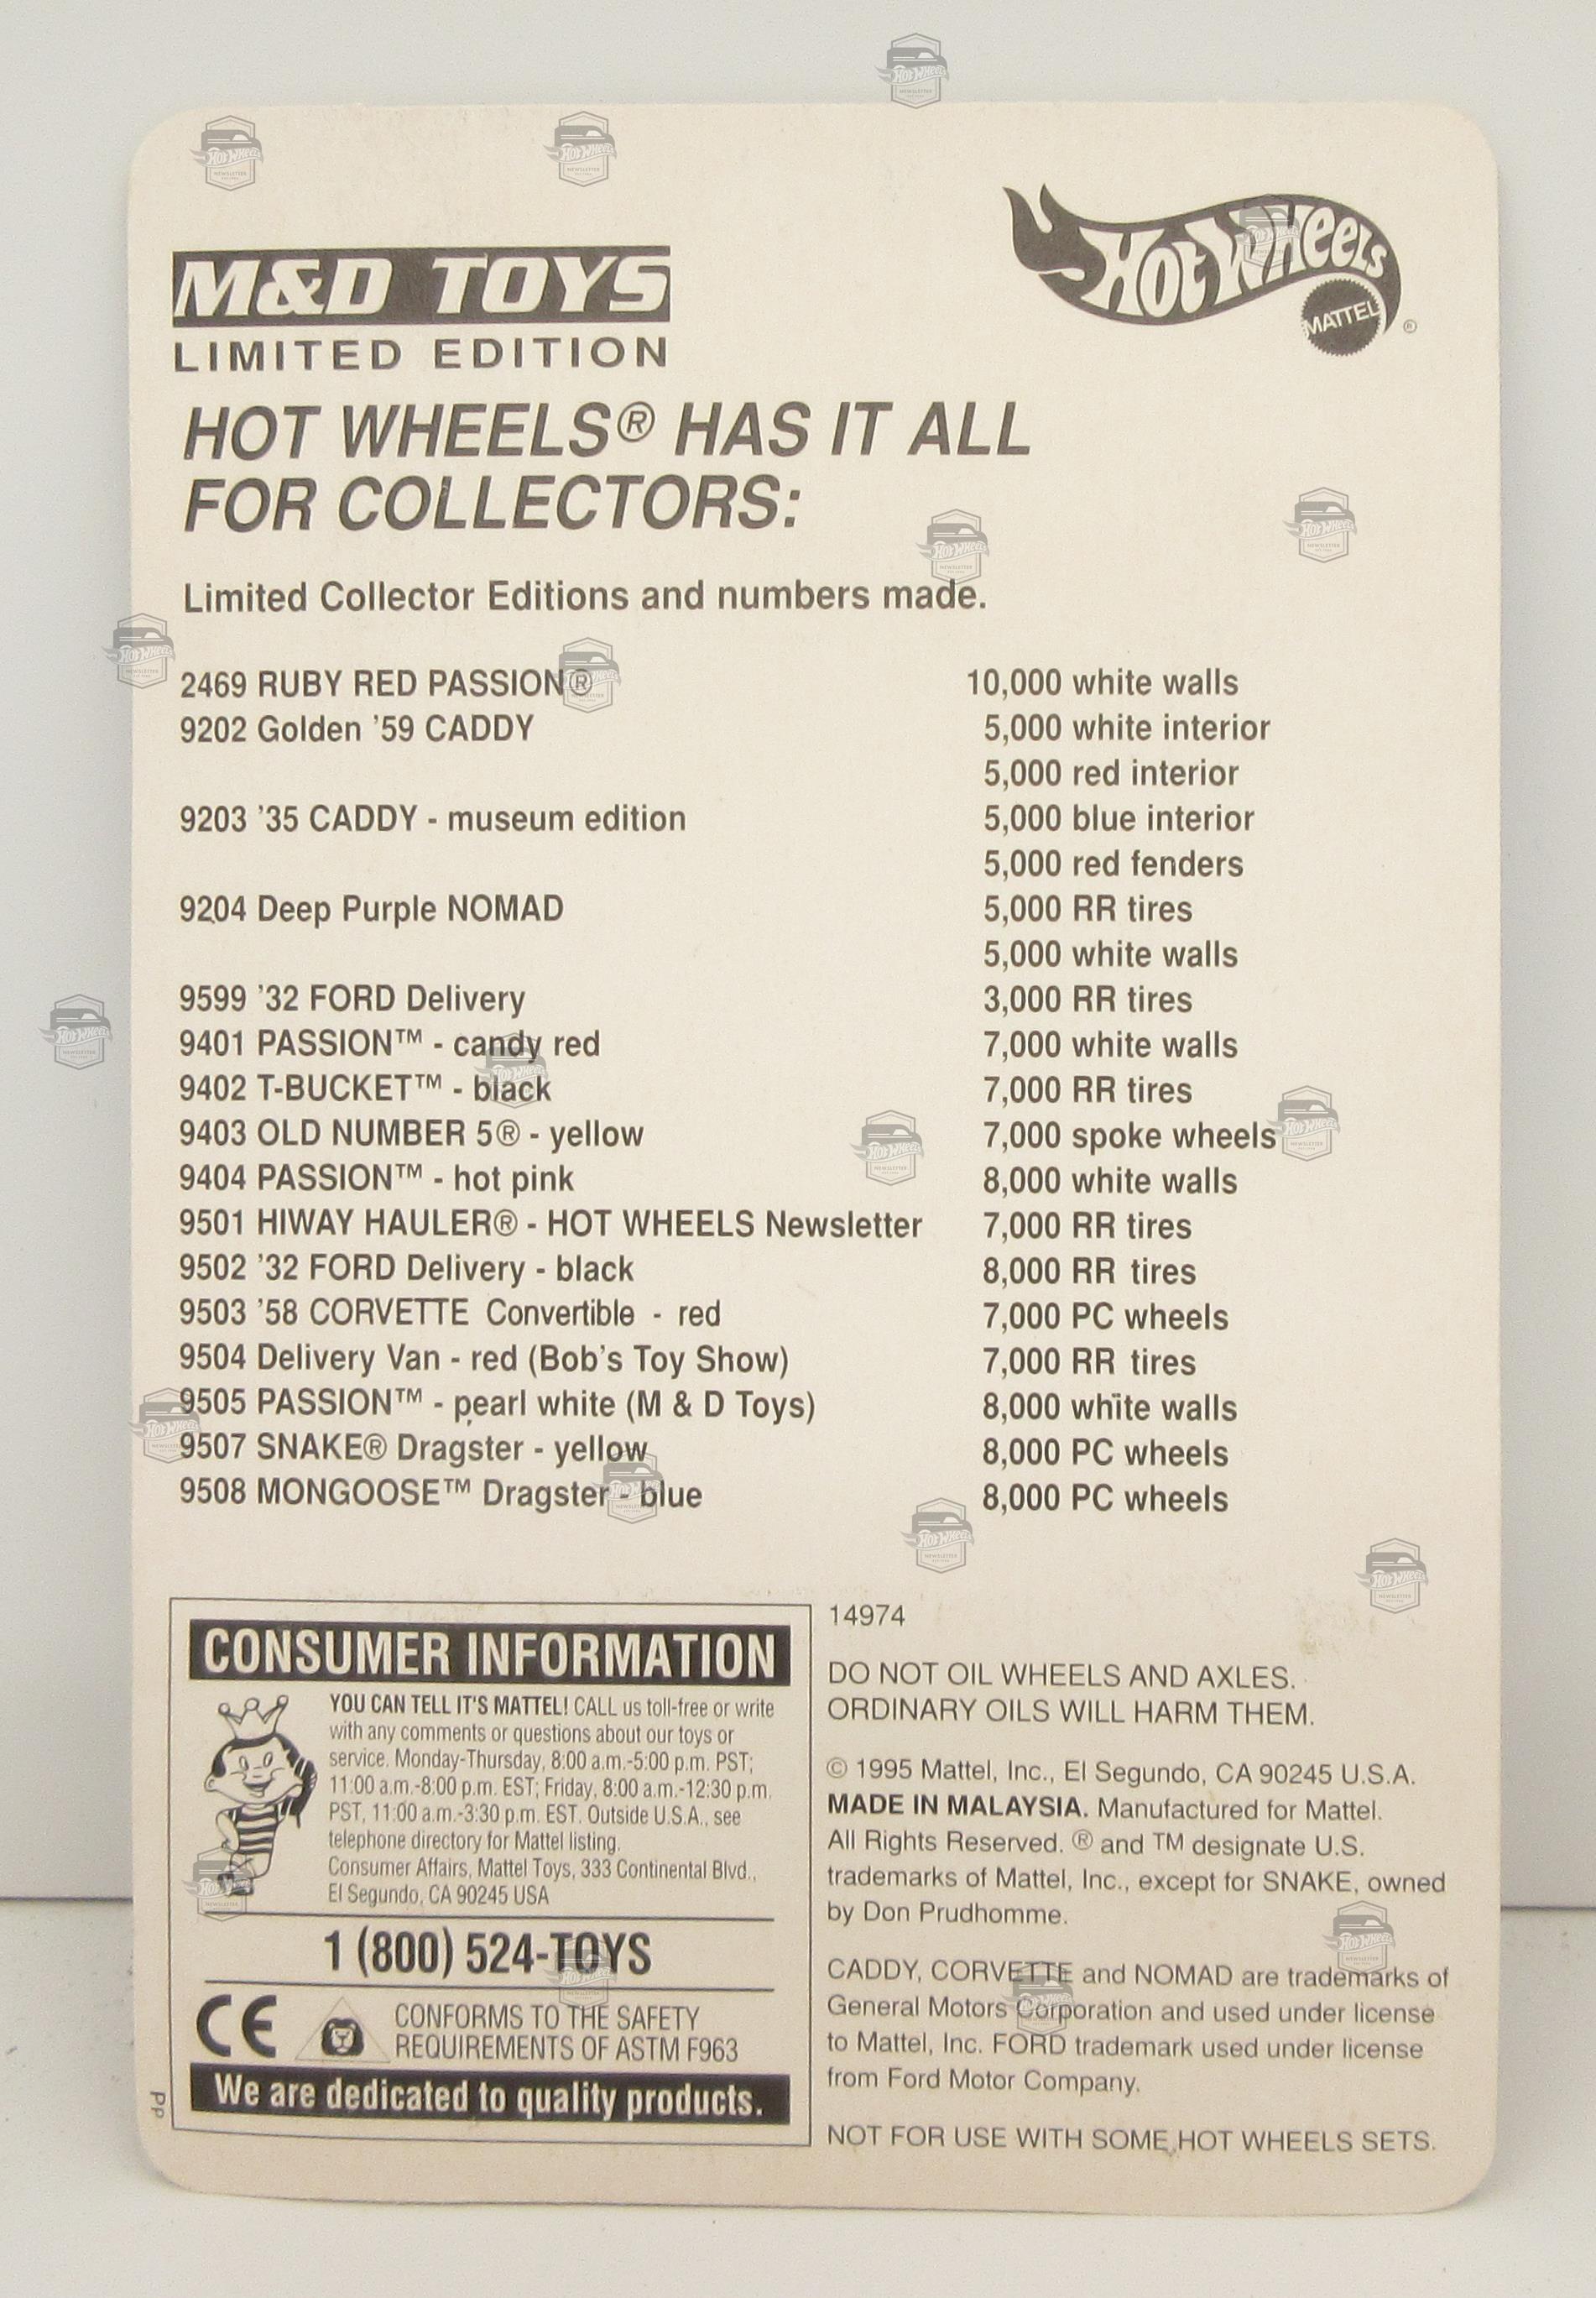 M&D TOYS
LIMITED EDITION
Hot Wheels
MATTEL
®
HOT WHEELS® HAS IT ALL
FOR COLLECTORS:
Limited Collector Editions and numbers made.
2469 RUBY RED PASSION® 10,000 white walls
9202 Golden '59 CADDY 5,000 white interior
5,000 red interior
9203 '35 CADDY - museum edition 5,000 blue interior
5,000 red fenders
9204 Deep Purple NOMAD 5,000 RR tires
5,000 white walls
9599 '32 FORD Delivery 3,000 RR tires
9401 PASSION™ - candy red 7,000 white walls
9402 T-BUCKET™ - black 7,000 RR tires
9403 OLD NUMBER 5® - yellow 7,000 spoke wheels
9404 PASSION™ - hot pink 8,000 white walls
9501 HIWAY HAULER® - HOT WHEELS Newsletter 7,000 RR tires
9502 '32 FORD Delivery - black 8,000 RR tires
9503 '58 CORVETTE Convertible - red 7,000 PC wheels
9504 Delivery Van - red (Bob's Toy Show) 7,000 RR tires
9505 PASSION™ - pearl white (M & D Toys) 8,000 white walls
9507 SNAKE® Dragster - yellow 8,000 PC wheels
9508 MONGOOSE™ Dragster - blue 8,000 PC wheels
CONSUMER INFORMATION
YOU CAN TELL IT'S MATTEL! CALL us toll-free or write
with any comments or questions about our toys or
service. Monday-Thursday, 8:00 a.m.-5:00 p.m. PST;
11:00 a.m.-8:00 p.m. EST; Friday, 8:00 a.m.-12:30 p.m.
PST, 11:00 a.m.-3:30 p.m. EST. Outside U.S.A., see
telephone directory for Mattel listing.
Consumer Affairs, Mattel Toys, 333 Continental Blvd.,
El Segundo, CA 90245 USA
1 (800) 524-TOYS
CE
CONFORMS TO THE SAFETY
REQUIREMENTS OF ASTM F963
We are dedicated to quality products.
PP
14974
DO NOT OIL WHEELS AND AXLES.
ORDINARY OILS WILL HARM THEM.
© 1995 Mattel, Inc., El Segundo, CA 90245 U.S.A.
MADE IN MALAYSIA. Manufactured for Mattel.
All Rights Reserved. ® and TM designate U.S.
trademarks of Mattel, Inc., except for SNAKE, owned
by Don Prudhomme.
CADDY, CORVETTE and NOMAD are trademarks of
General Motors Corporation and used under license
to Mattel, Inc. FORD trademark used under license
from Ford Motor Company.
NOT FOR USE WITH SOME HOT WHEELS SETS.